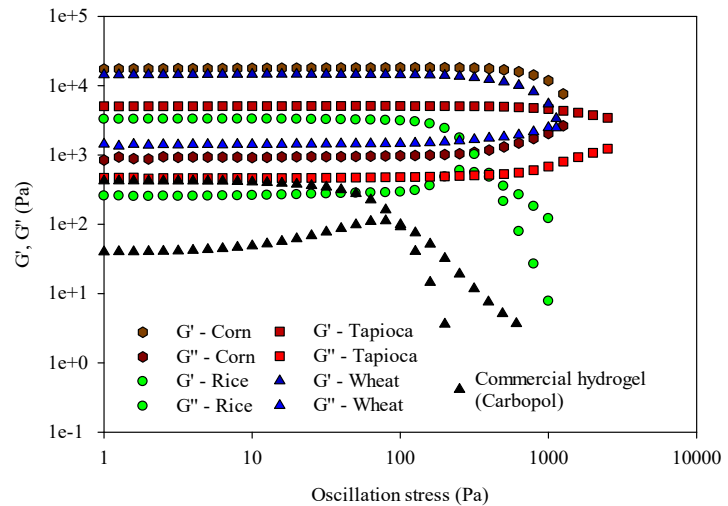 1e+5
1e+4
1e+3
1e+2
1e+1
1e+0
1e-1
G', G'' (Pa)
G' - Corn
G'' - Corn
G' - Rice
G'' - Rice
G' - Tapioca
G'' - Tapioca
G' - Wheat
G'' - Wheat
Commercial hydrogel
(Carbopol)
1 10 100 1000 10000
Oscillation stress (Pa)